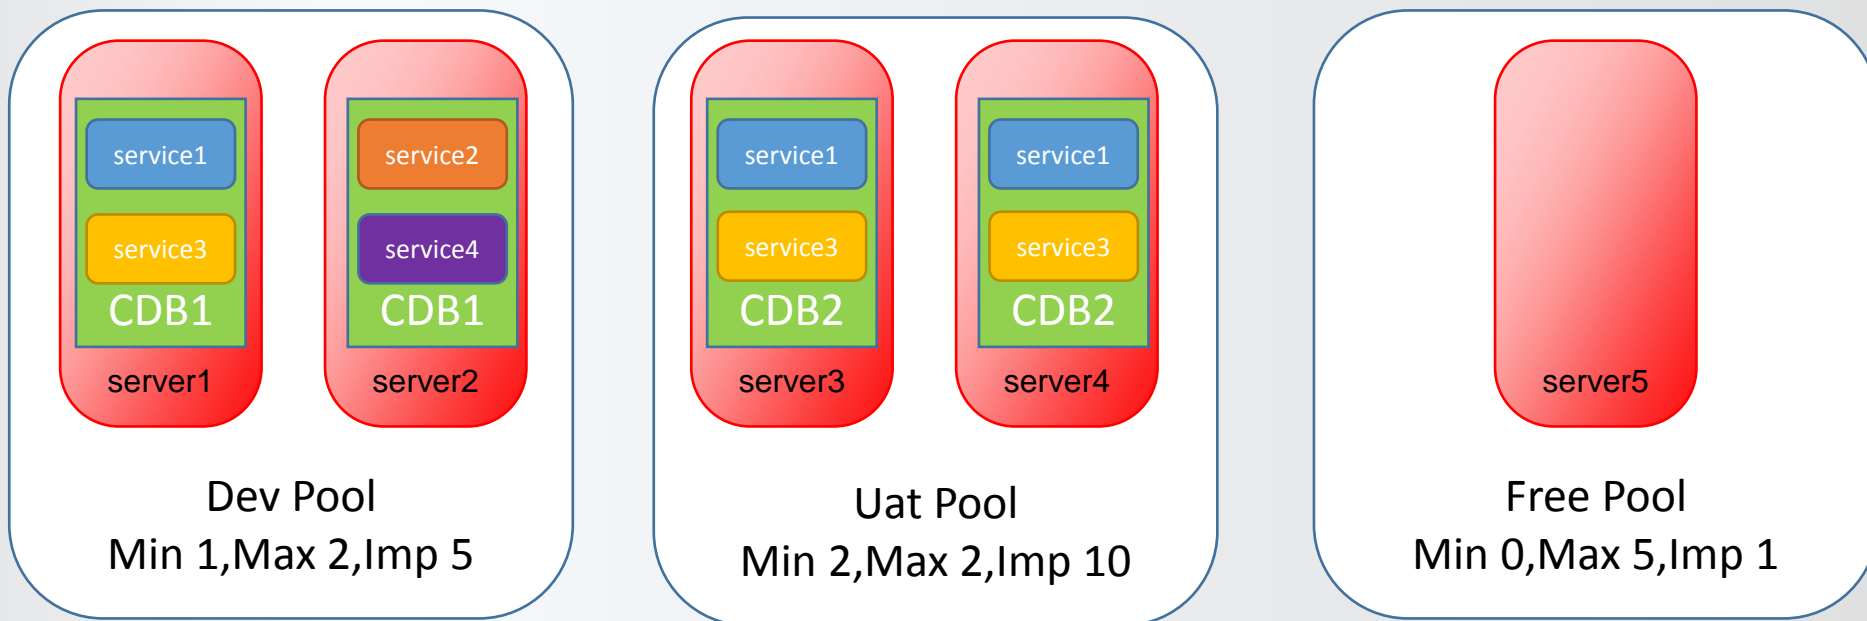 service1
service3
CDB1
server1
service2
service4
CDB1
server2
Dev Pool
Min 1,Max 2,Imp 5
service1
service3
CDB2
server3
service1
service3
CDB2
server4
Uat Pool
Min 2,Max 2,Imp 10
server5
Free Pool
Min 0,Max 5,Imp 1